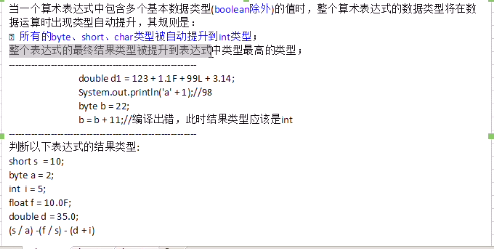 当一个算术表达式中包含多个基本数据类型(boolean除外)的值时，整个算术表达式的数据类型将在数
据运算时出现类型自动提升，其规则是：
所有的byte、short、char类型被自动提升到int类型；
整个表达式的最终结果类型被提升到表达式中类型最高的类型；
------------------------------------------------------------
double d1 = 123 + 1.1F + 99L + 3.14;
System.out.println('a' + 1);//98
byte b = 22;
b = b + 11;//编译出错，此时结果类型应该是int
------------------------------------------------------------
判断以下表达式的结果类型:
short s = 10;
byte a = 2;
int i = 5;
float f = 10.0F;
double d = 35.0;
(s / a) -(f / s) - (d + i)